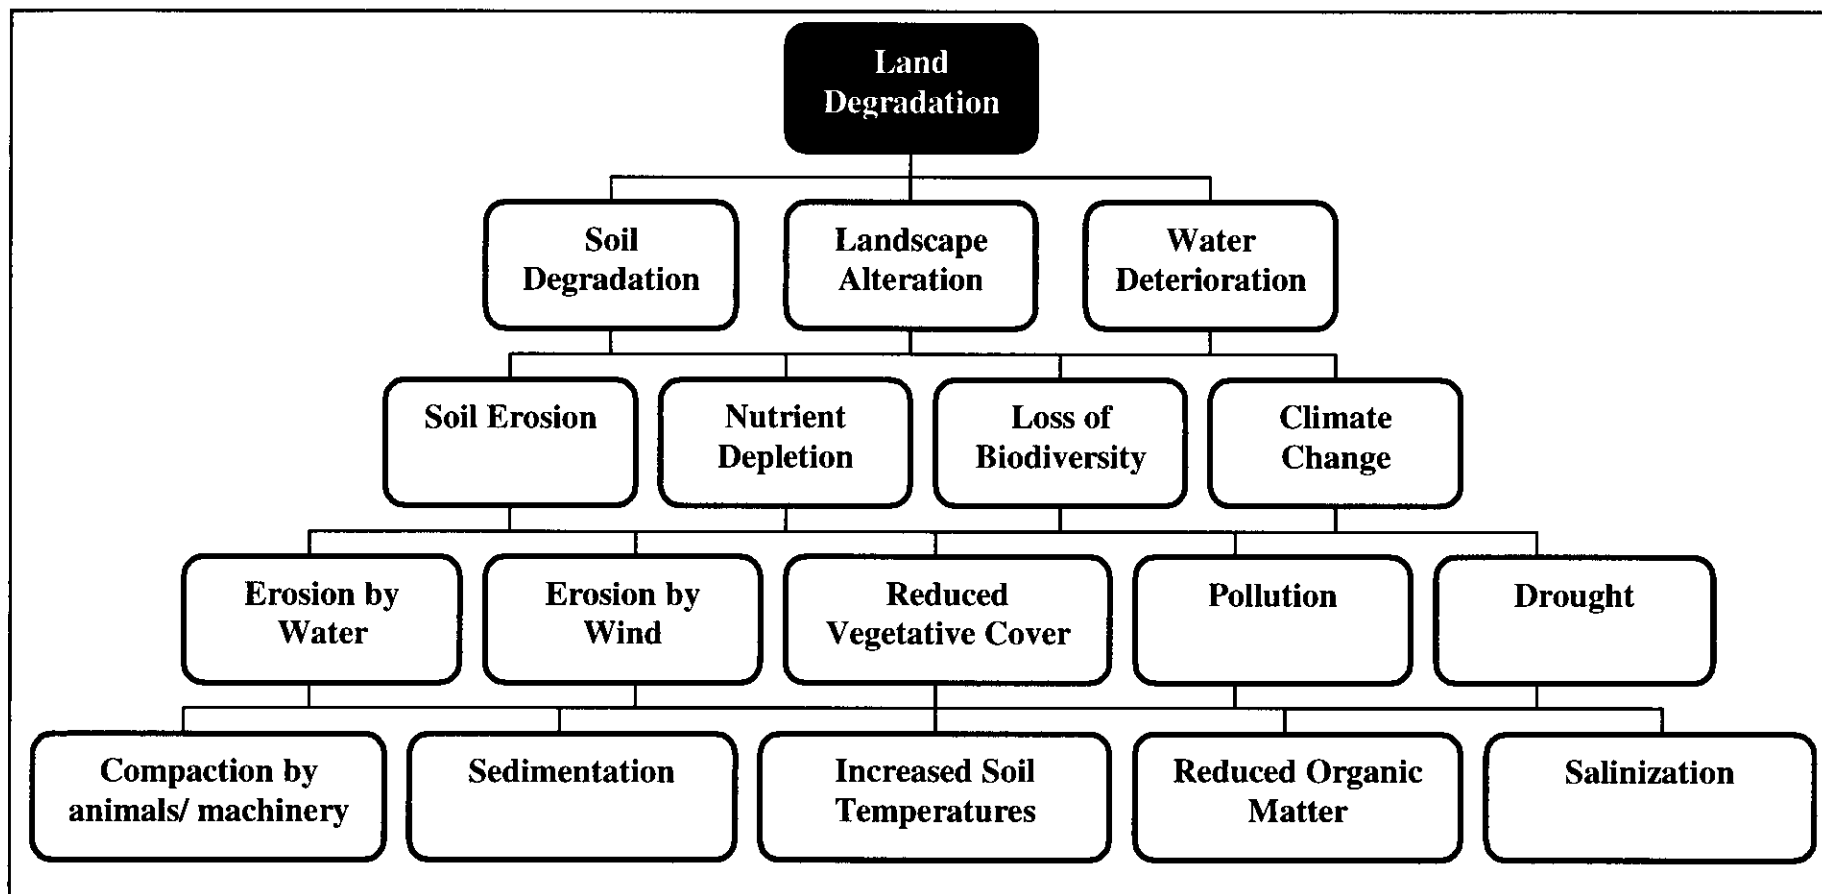 Land
Degradation
Soil
Degradation
Landscape
Alteration
Water
Deterioration
Soil Erosion
Nutrient
Depletion
Loss of
Biodiversity
Climate
Change
Erosion by
Water
Erosion by
Wind
Reduced
Vegetative Cover
Pollution
Drought
Compaction by
animals/ machinery
Sedimentation
Increased Soil
Temperatures
Reduced Organic
Matter
Salinization